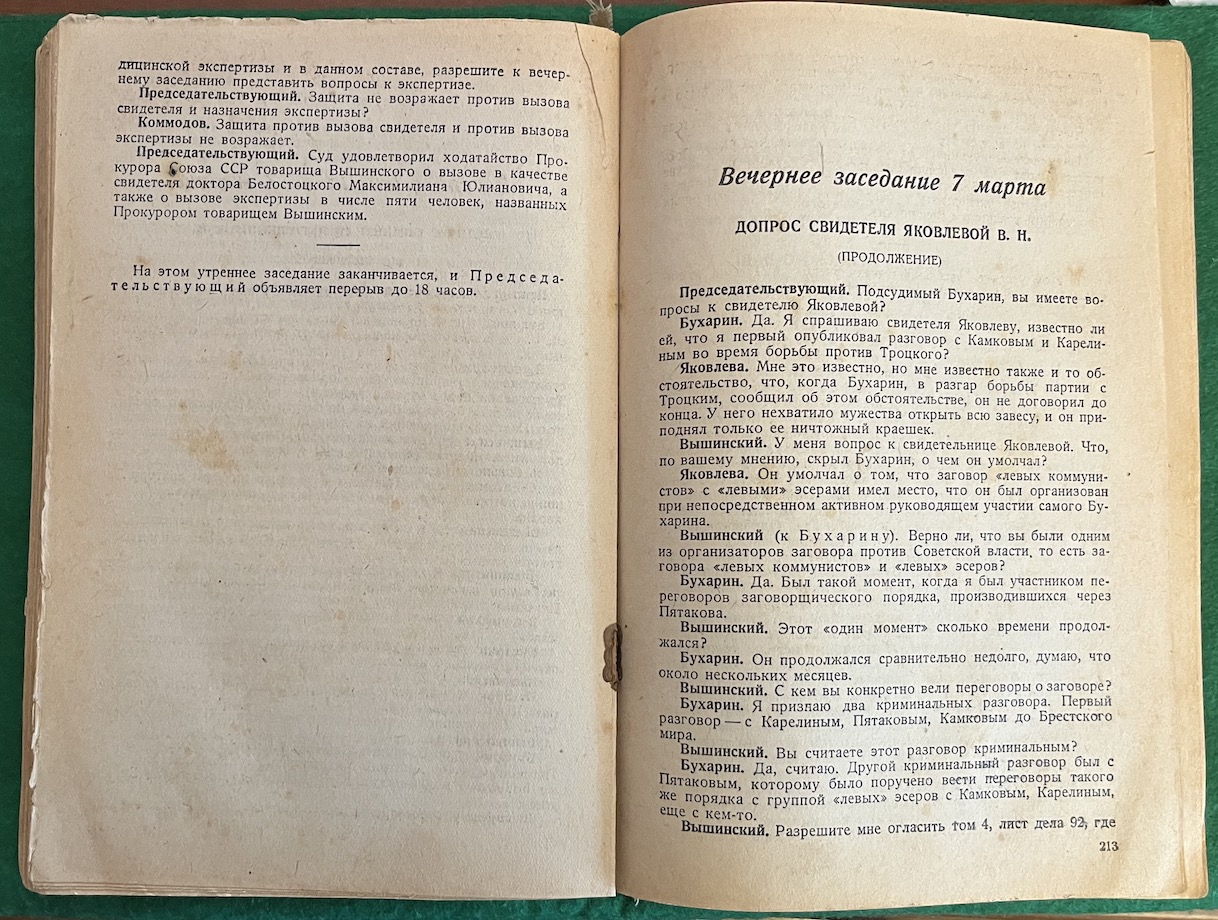 дицинской экспертизы и в данном составе, разрешите к вечер-
нему заседанию представить вопросы к экспертизе.
Председательствующий. Защита не возражает против вызова
свидетеля и назначения экспертизы?
Коммодов. Защита против вызова свидетеля и против вызова
экспертизы не возражает.
Председательствующий. Суд удовлетворил ходатайство Про-
курора Союза ССР товарища Вышинского о вызове в качестве
свидетеля доктора Белостоцкого Максимилиана Юлиановича, а
также о вызове экспертизы в числе пяти человек, названных
Прокурором товарищем Вышинским.
На этом утреннее заседание заканчивается, и Председа-
тельствующий объявляет перерыв до 18 часов.
Вечернее заседание 7 марта
ДОПРОС СВИДЕТЕЛЯ ЯКОВЛЕВОЙ В. Н.
(ПРОДОЛЖЕНИЕ)
Председательствующий. Подсудимый Бухарин, вы имеете во-
просы к свидетелю Яковлевой?
Бухарин. Да. Я спрашиваю свидетеля Яковлеву, известно ли
ей, что я первый опубликовал разговор с Камковым и Карели-
ным во время борьбы против Троцкого?
Яковлева. Мне это известно, но мне известно также и то об-
стоятельство, что, когда Бухарин, в разгар борьбы партии с
Троцким, сообщил об этом обстоятельстве, он не договорил до
конца. У него нехватило мужества открыть всю завесу, и он при-
поднял только ее ничтожный краешек.
Вышинский. У меня вопрос к свидетельнице Яковлевой. Что,
по вашему мнению, скрыл Бухарин, о чем он умолчал?
Яковлева. Он умолчал о том, что заговор «левых коммуни-
стов» с «левыми» эсерами имел место, что он был организован
при непосредственном активном руководящем участии самого Бу-
харина.
Вышинский (к Бухарину). Верно ли, что вы были одним
из организаторов заговора против Советской власти, то есть за-
говора «левых коммунистов» и «левых» эсеров?
Бухарин. Да. Был такой момент, когда я был участником пе-
реговоров заговорщического порядка, производившихся через
Пятакова.
Вышинский. Этот «один момент» сколько времени продол-
жался?
Бухарин. Он продолжался сравнительно недолго, думаю, что
около нескольких месяцев.
Вышинский. С кем вы конкретно вели переговоры о заговоре?
Бухарин. Я признаю два криминальных разговора. Первый
разговор — с Карелиным, Пятаковым, Камковым до Брестского
мира.
Вышинский. Вы считаете этот разговор криминальным?
Бухарин. Да, считаю. Другой криминальный разговор был с
Пятаковым, которому было поручено вести переговоры такого
же порядка с группой «левых» эсеров с Камковым, Карелиным,
еще с кем-то.
Вышинский. Разрешите мне огласить том 4, лист дела 92, где
213